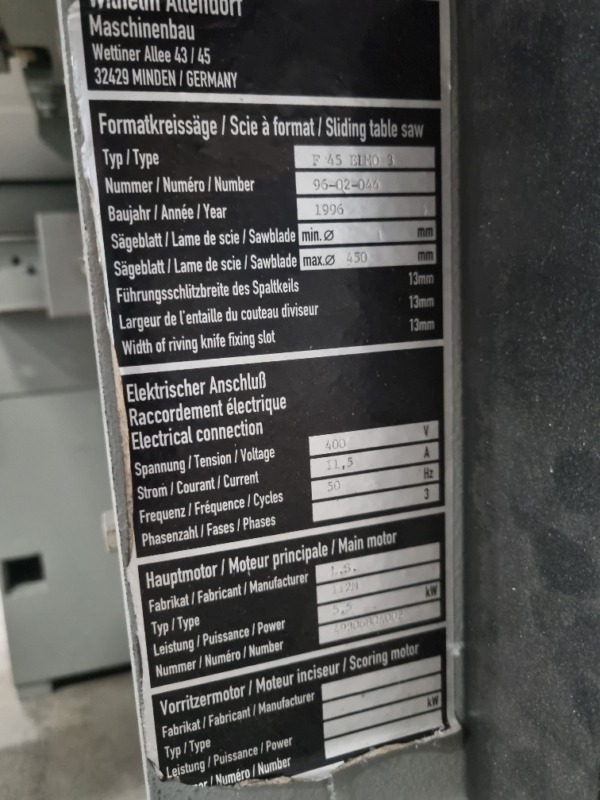 Wilhelm Altendorf
Maschinenbau
Wettiner Allee 43 / 45
32429 MINDEN / GERMANY
Formatkreissäge / Scie à format / Sliding table saw
Typ / Type F 45 ELMO 3
Nummer / Numéro / Number 96-02-044
Baujahr / Année / Year 1996
Sägeblatt / Lame de scie / Sawblade min.Ø mm
Sägeblatt / Lame de scie / Sawblade max.Ø 450 mm
Führungsschlitzbreite des Spaltkeils 13mm
Largeur de l'entaille du couteau diviseur 13mm
Width of riving knife fixing slot 13mm
Elektrischer Anschluß
Raccordement électrique
Electrical connection
Spannung / Tension / Voltage 400 V
Strom / Courant / Current 11,5 A
Frequenz / Fréquence / Cycles 50 Hz
Phasenzahl / Fases / Phases 3
Hauptmotor / Moteur principale / Main motor
Fabrikat / Fabricant / Manufacturer L.S.
Typ / Type 112M
Leistung / Puissance / Power 5,5 kW
Nummer / Numéro / Number
Vorritzermotor / Moteur inciseur / Scoring motor
Fabrikat / Fabricant / Manufacturer
Typ / Type
Leistung / Puissance / Power kW
/ Numéro / Number